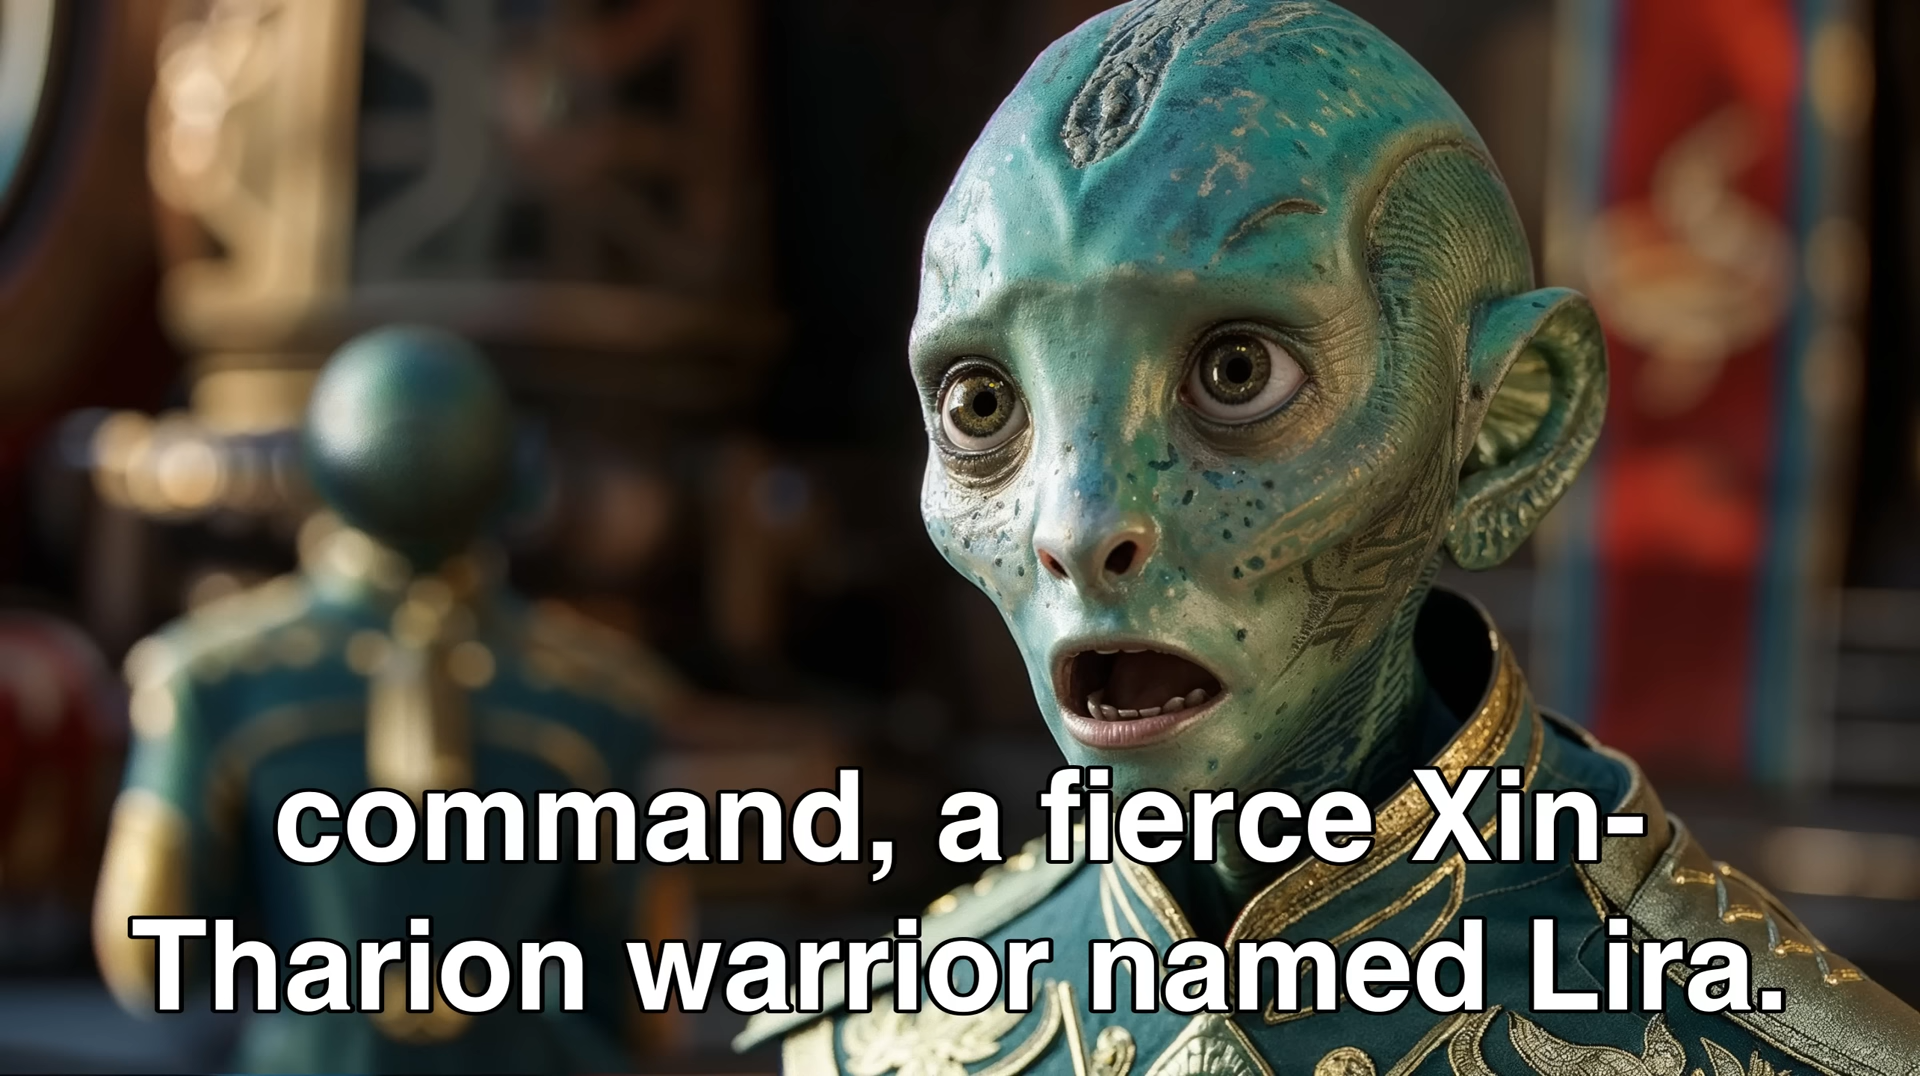 command, a fierce Xin-
Tharion warrior named Lira.